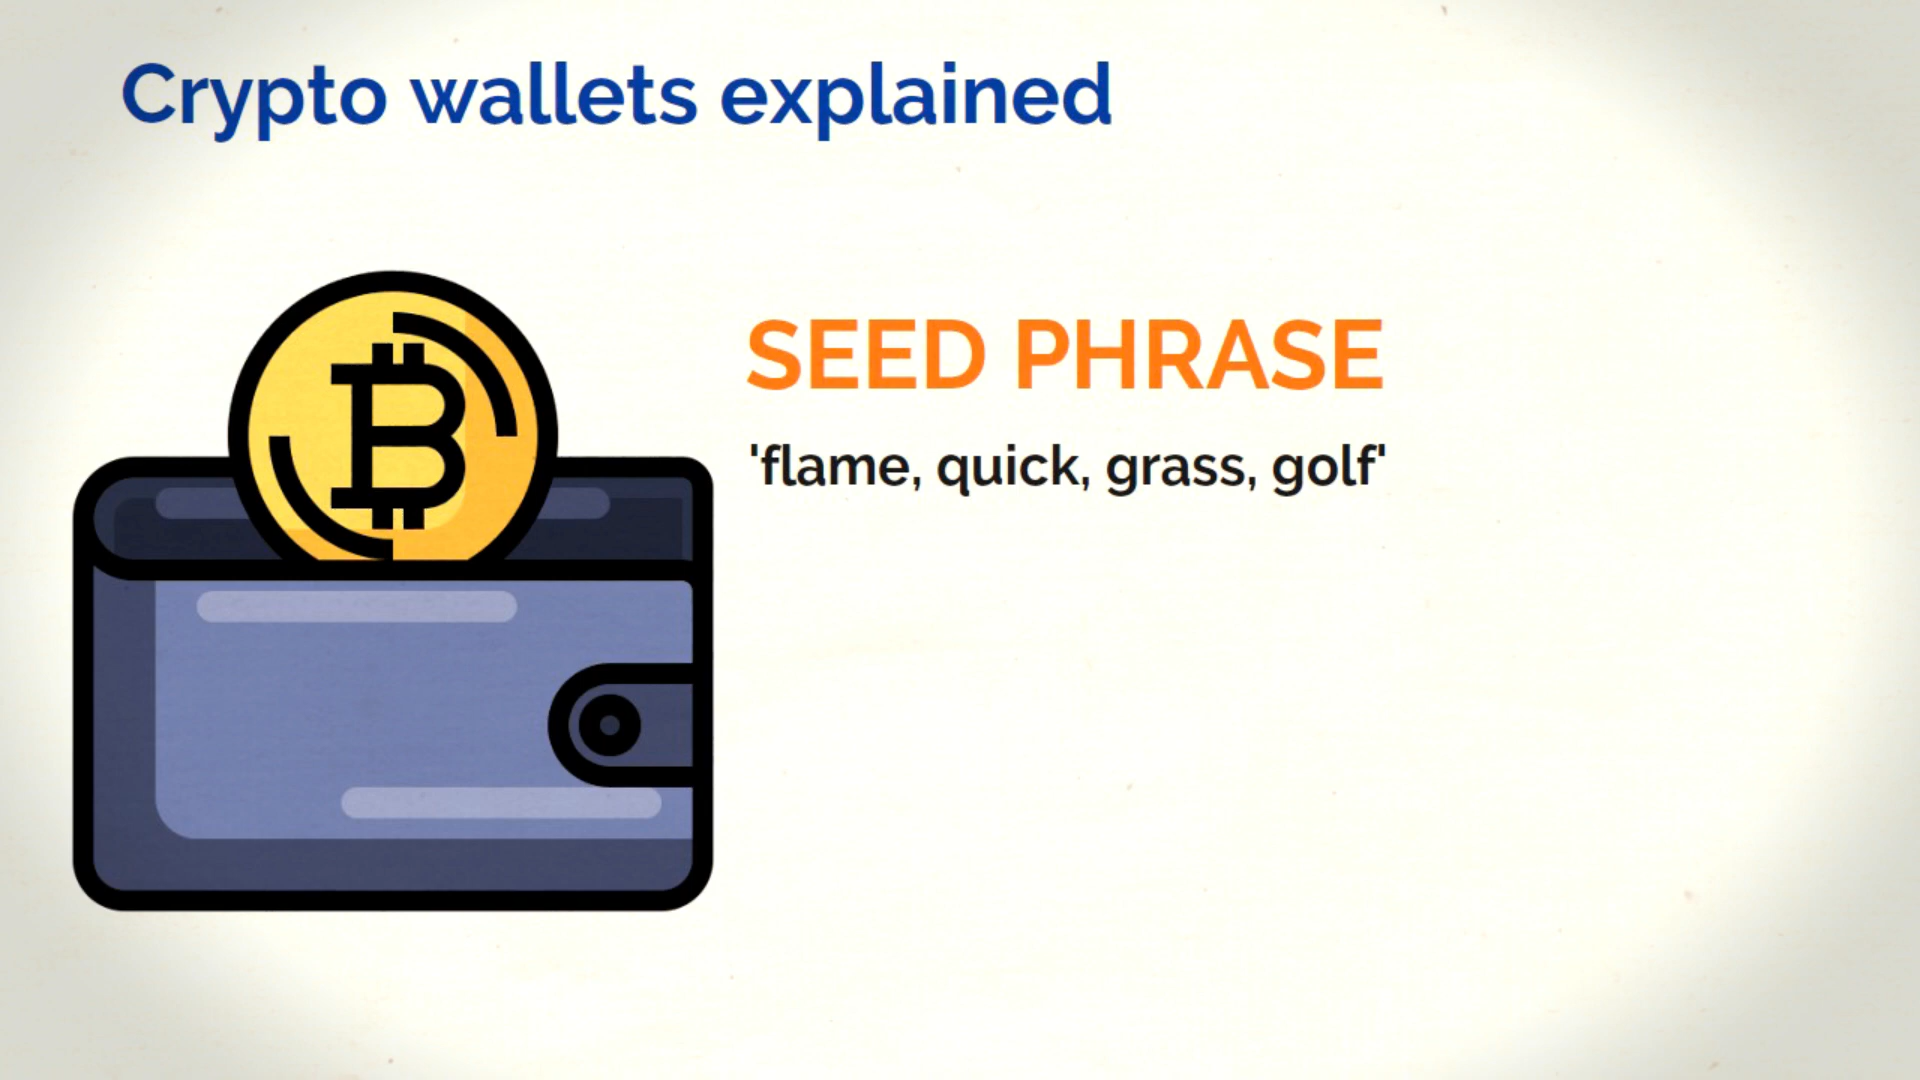 Crypto wallets explained
SEED PHRASE
'flame, quick, grass, golf'